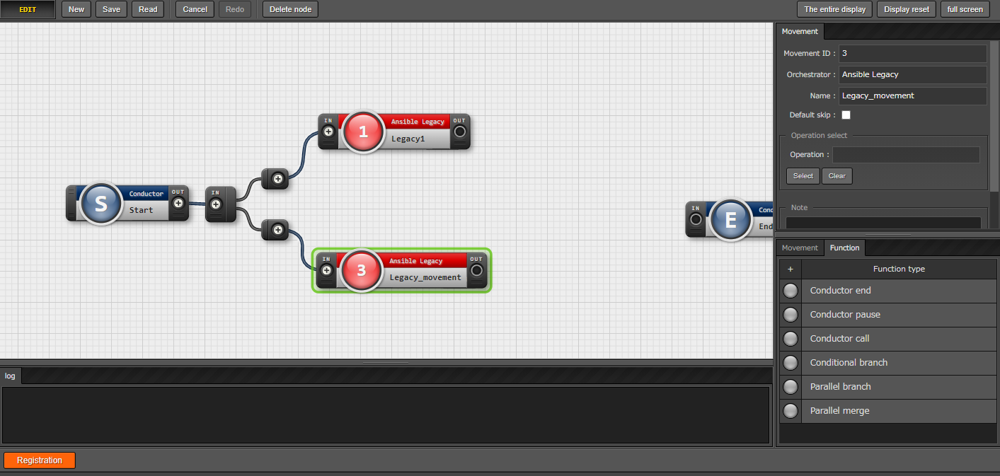 EDIT New Save Read Cancel Redo Delete node The entire display Display reset full screen
Movement
Movement ID : 3
Orchestrator : Ansible Legacy
Name : Legacy_movement
Default skip :
Operation select
Operation :
Select Clear
Note
IN 1 Ansible Legacy OUT
Legacy1
S Conductor OUT
Start
IN
IN E
End
IN 3 Ansible Legacy OUT
Legacy_movement
Movement Function
+ Function type
Conductor end
Conductor pause
Conductor call
Conditional branch
Parallel branch
Parallel merge
log
Registration